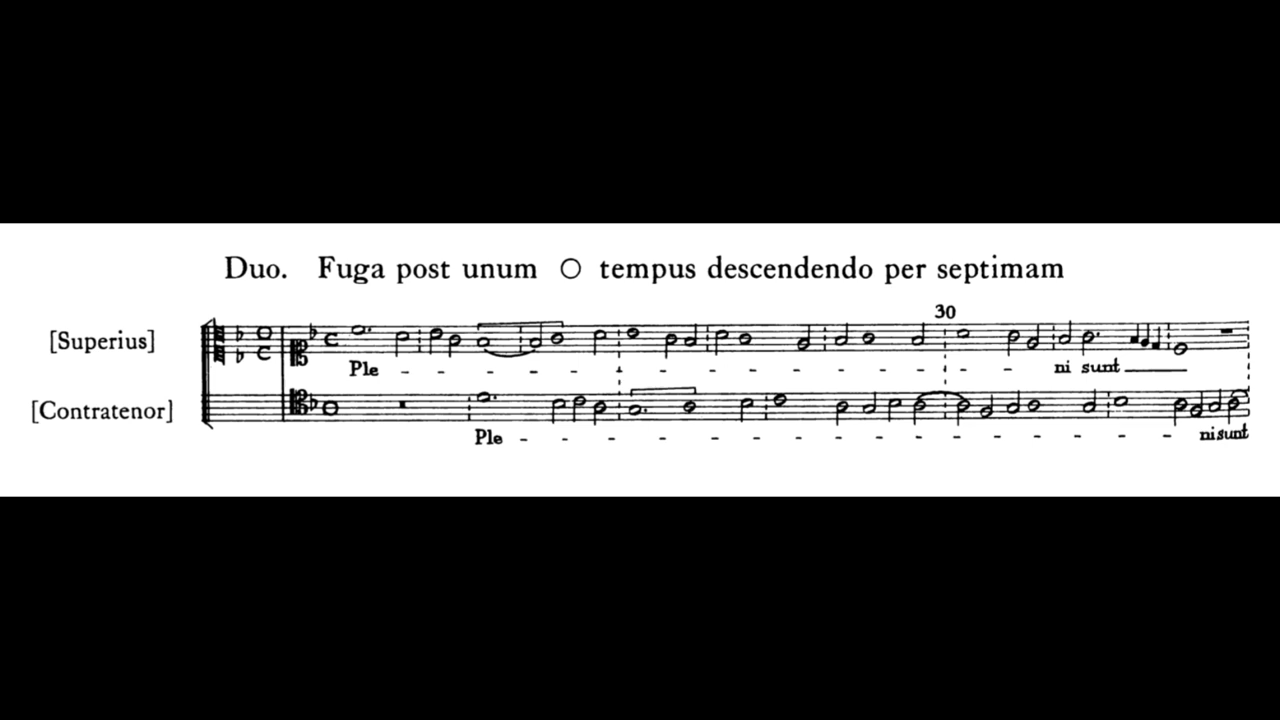 Duo. Fuga post unum O tempus descendendo per septimam
30
[Superius]
Ple - - - - - - - - - - ni sunt
[Contratenor]
Ple - - - - - - - - - - - - - - ni sunt